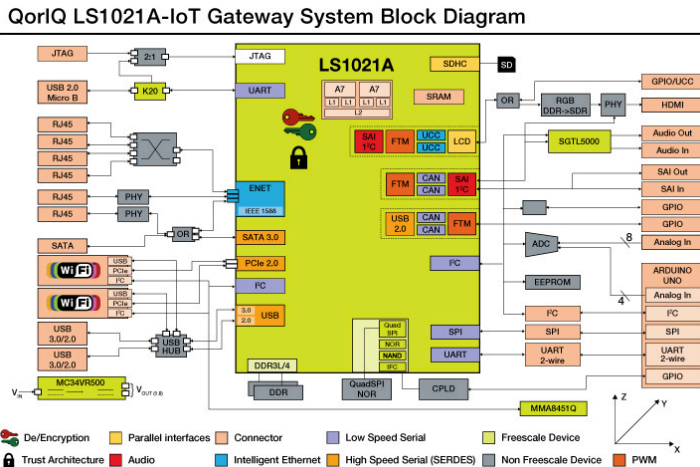 QorIQ LS1021A-IoT Gateway System Block Diagram
JTAG
2:1
JTAG
LS1021A
SDHC
SD
USB 2.0
Micro B
K20
UART
A7
A7
L1
L1
L1
L1
L2
SRAM
OR
RGB
DDR->SDR
PHY
GPIO/UCC
HDMI
RJ45
RJ45
RJ45
RJ45
SAI
I²C
FTM
UCC
UCC
LCD
SGTL5000
Audio Out
Audio In
RJ45
PHY
RJ45
PHY
ENET
IEEE 1588
FTM
CAN
CAN
SAI
I²C
SAI Out
SAI In
OR
SATA
SATA 3.0
USB
2.0
CAN
CAN
FTM
GPIO
GPIO
ADC
8
Analog In
WiFi
USB
PCIe
I²C
PCIe 2.0
I²C
I²C
EEPROM
4
ARDUINO
UNO
Analog In
WiFi
USB
PCIe
I²C
3.0
2.0
USB
I²C
I²C
USB
3.0/2.0
USB
HUB
Quad
SPI
NOR
NAND
IFC
SPI
SPI
SPI
USB
3.0/2.0
UART
UART
2-wire
UART
2-wire
DDR3L/4
DDR
QuadSPI
NOR
CPLD
GPIO
MC34VR500
VIN
VOUT (1:8)
MMA8451Q
Z
Y
X
De/Encryption
Parallel interfaces
Connector
Low Speed Serial
Freescale Device
Trust Architecture
Audio
Intelligent Ethernet
High Speed Serial (SERDES)
Non Freescale Device
PWM